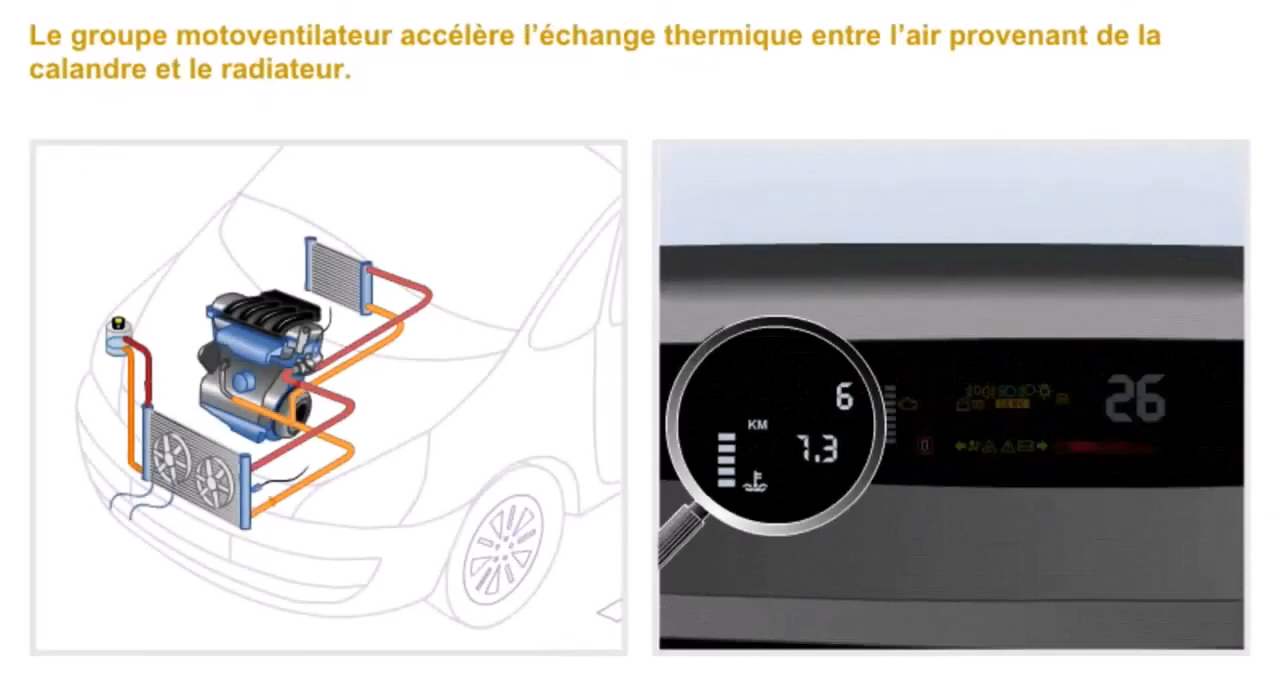 Le groupe motoventilateur accélère l’échange thermique entre l’air provenant de la
calandre et le radiateur.
6
KM
7.3
26
0